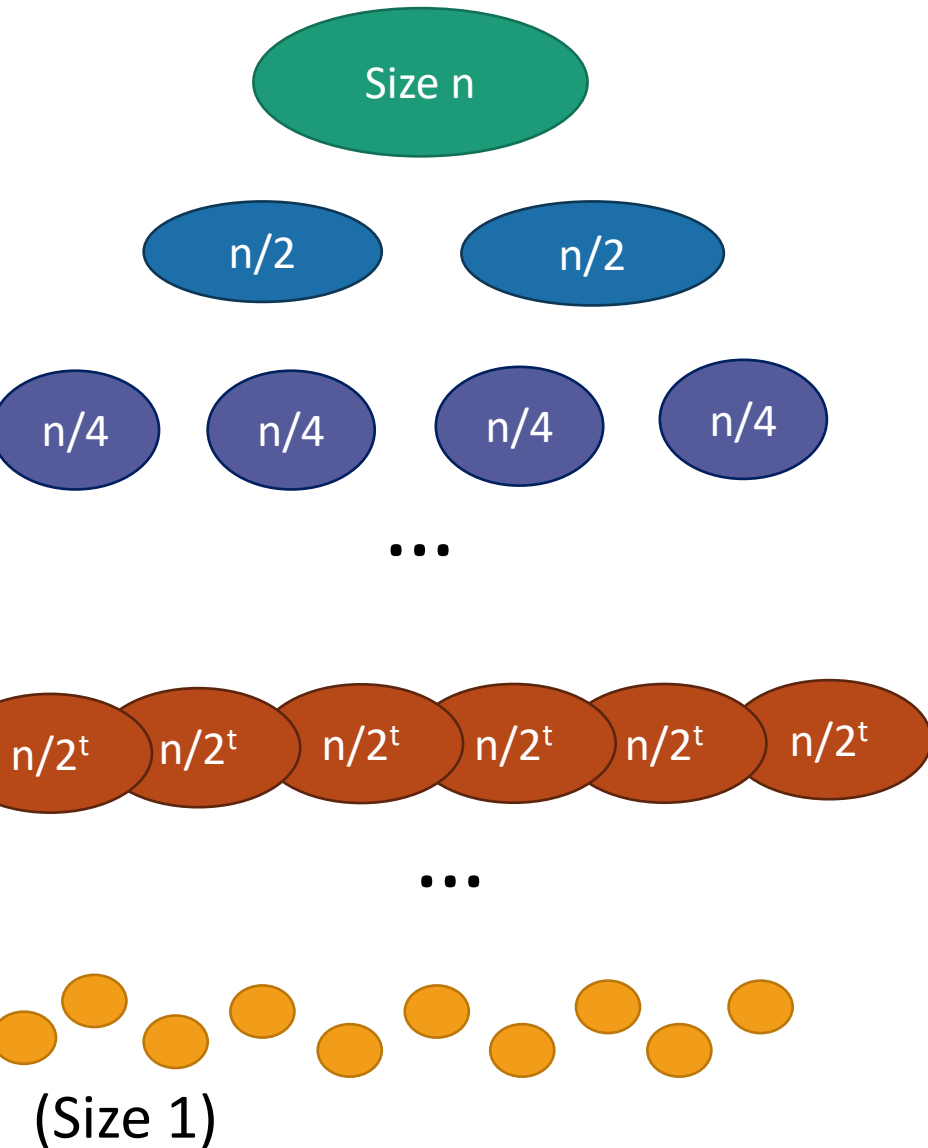 Size n
n/2 n/2
n/4 n/4 n/4 n/4
...
n/2ᵗ n/2ᵗ n/2ᵗ n/2ᵗ n/2ᵗ n/2ᵗ
...
(Size 1)